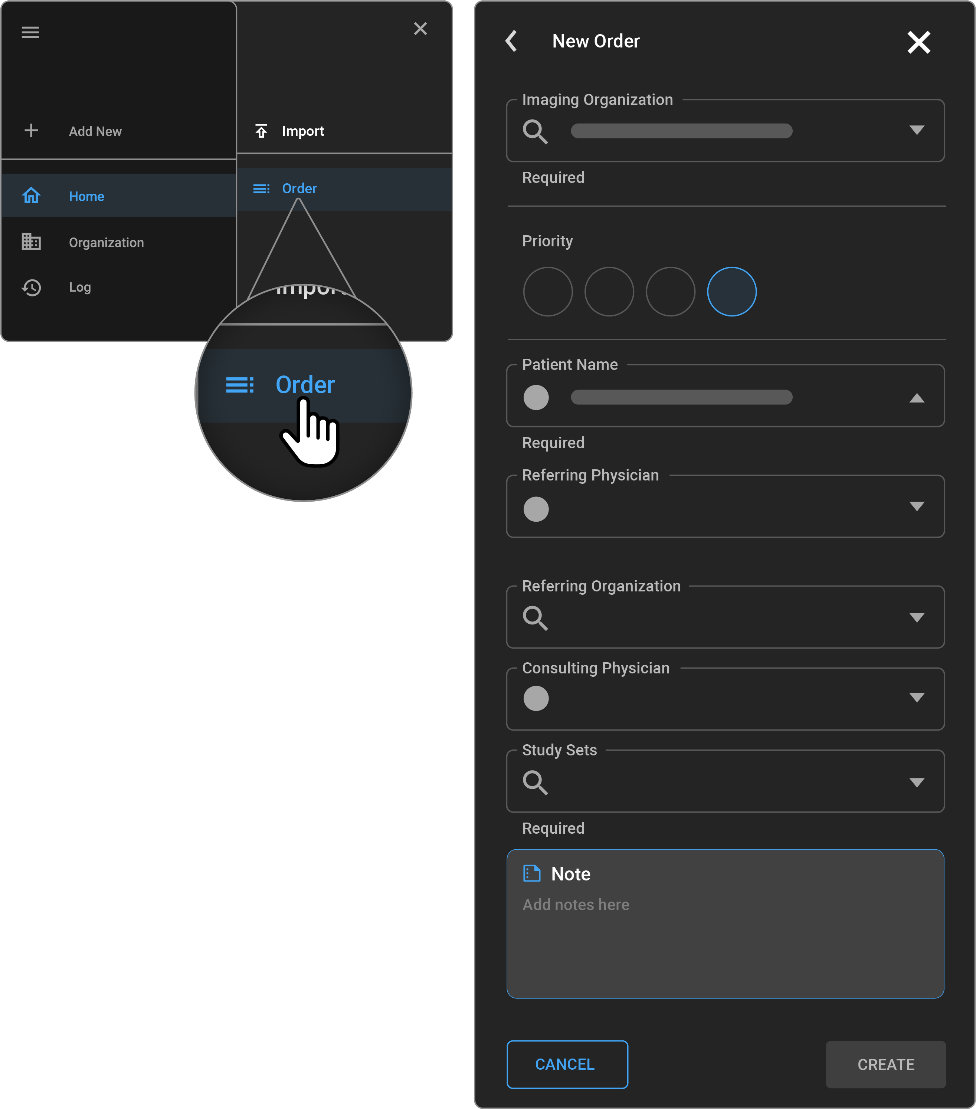 Add New
Home
Organization
Log
Import
Order
Import
Order
New Order
Imaging Organization
Required
Priority
Patient Name
Required
Referring Physician
Referring Organization
Consulting Physician
Study Sets
Required
Note
Add notes here
CANCEL
CREATE